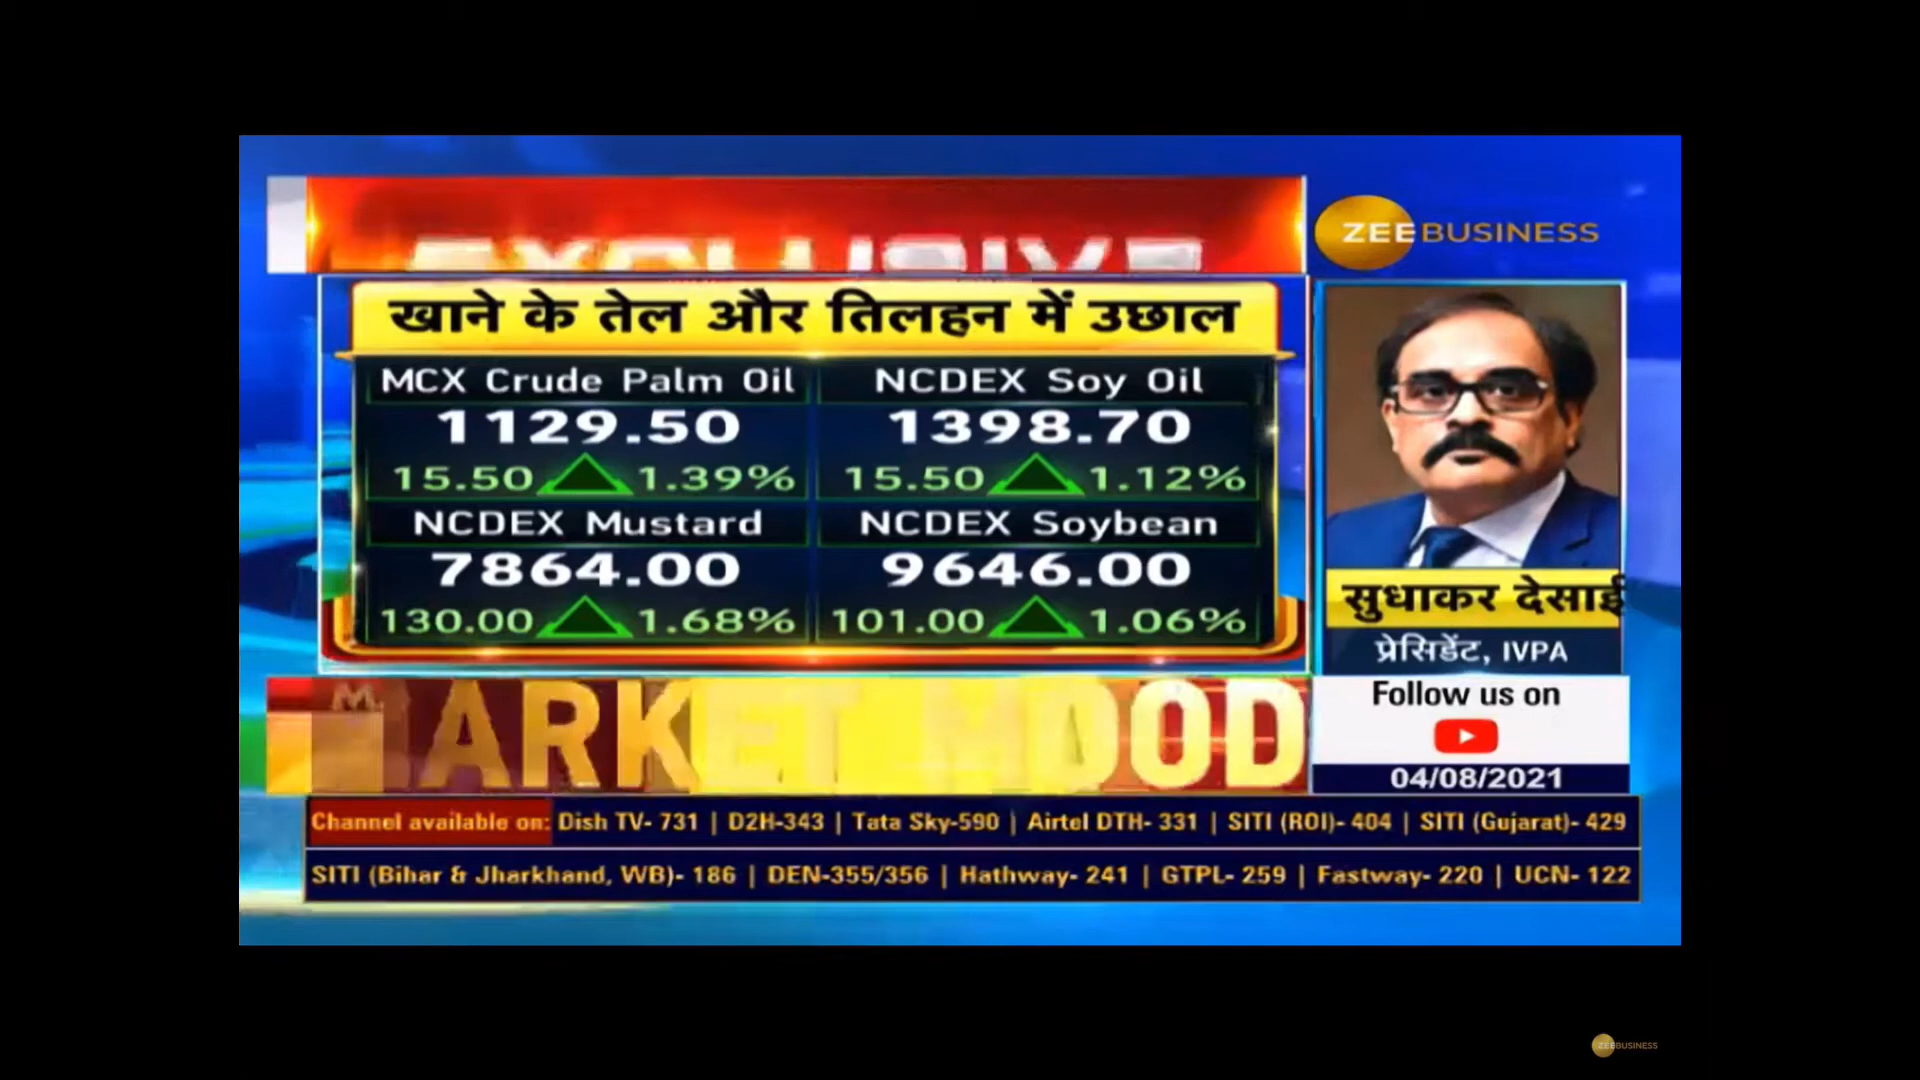 EXCLUSIVE
ZEEBUSINESS
खाने के तेल और तिलहन में उछाल
MCX Crude Palm Oil
1129.50
15.50 1.39%
NCDEX Soy Oil
1398.70
15.50 1.12%
NCDEX Mustard
7864.00
130.00 1.68%
NCDEX Soybean
9646.00
101.00 1.06%
सुधाकर देसाई
प्रेसिडेंट, IVPA
MARKET MOOD
Follow us on
04/08/2021
Channel available on: Dish TV- 731 | D2H-343 | Tata Sky-590 | Airtel DTH- 331 | SITI (ROI)- 404 | SITI (Gujarat)- 429
SITI (Bihar & Jharkhand, WB)- 186 | DEN-355/356 | Hathway- 241 | GTPL- 259 | Fastway- 220 | UCN- 122
ZEEBUSINESS